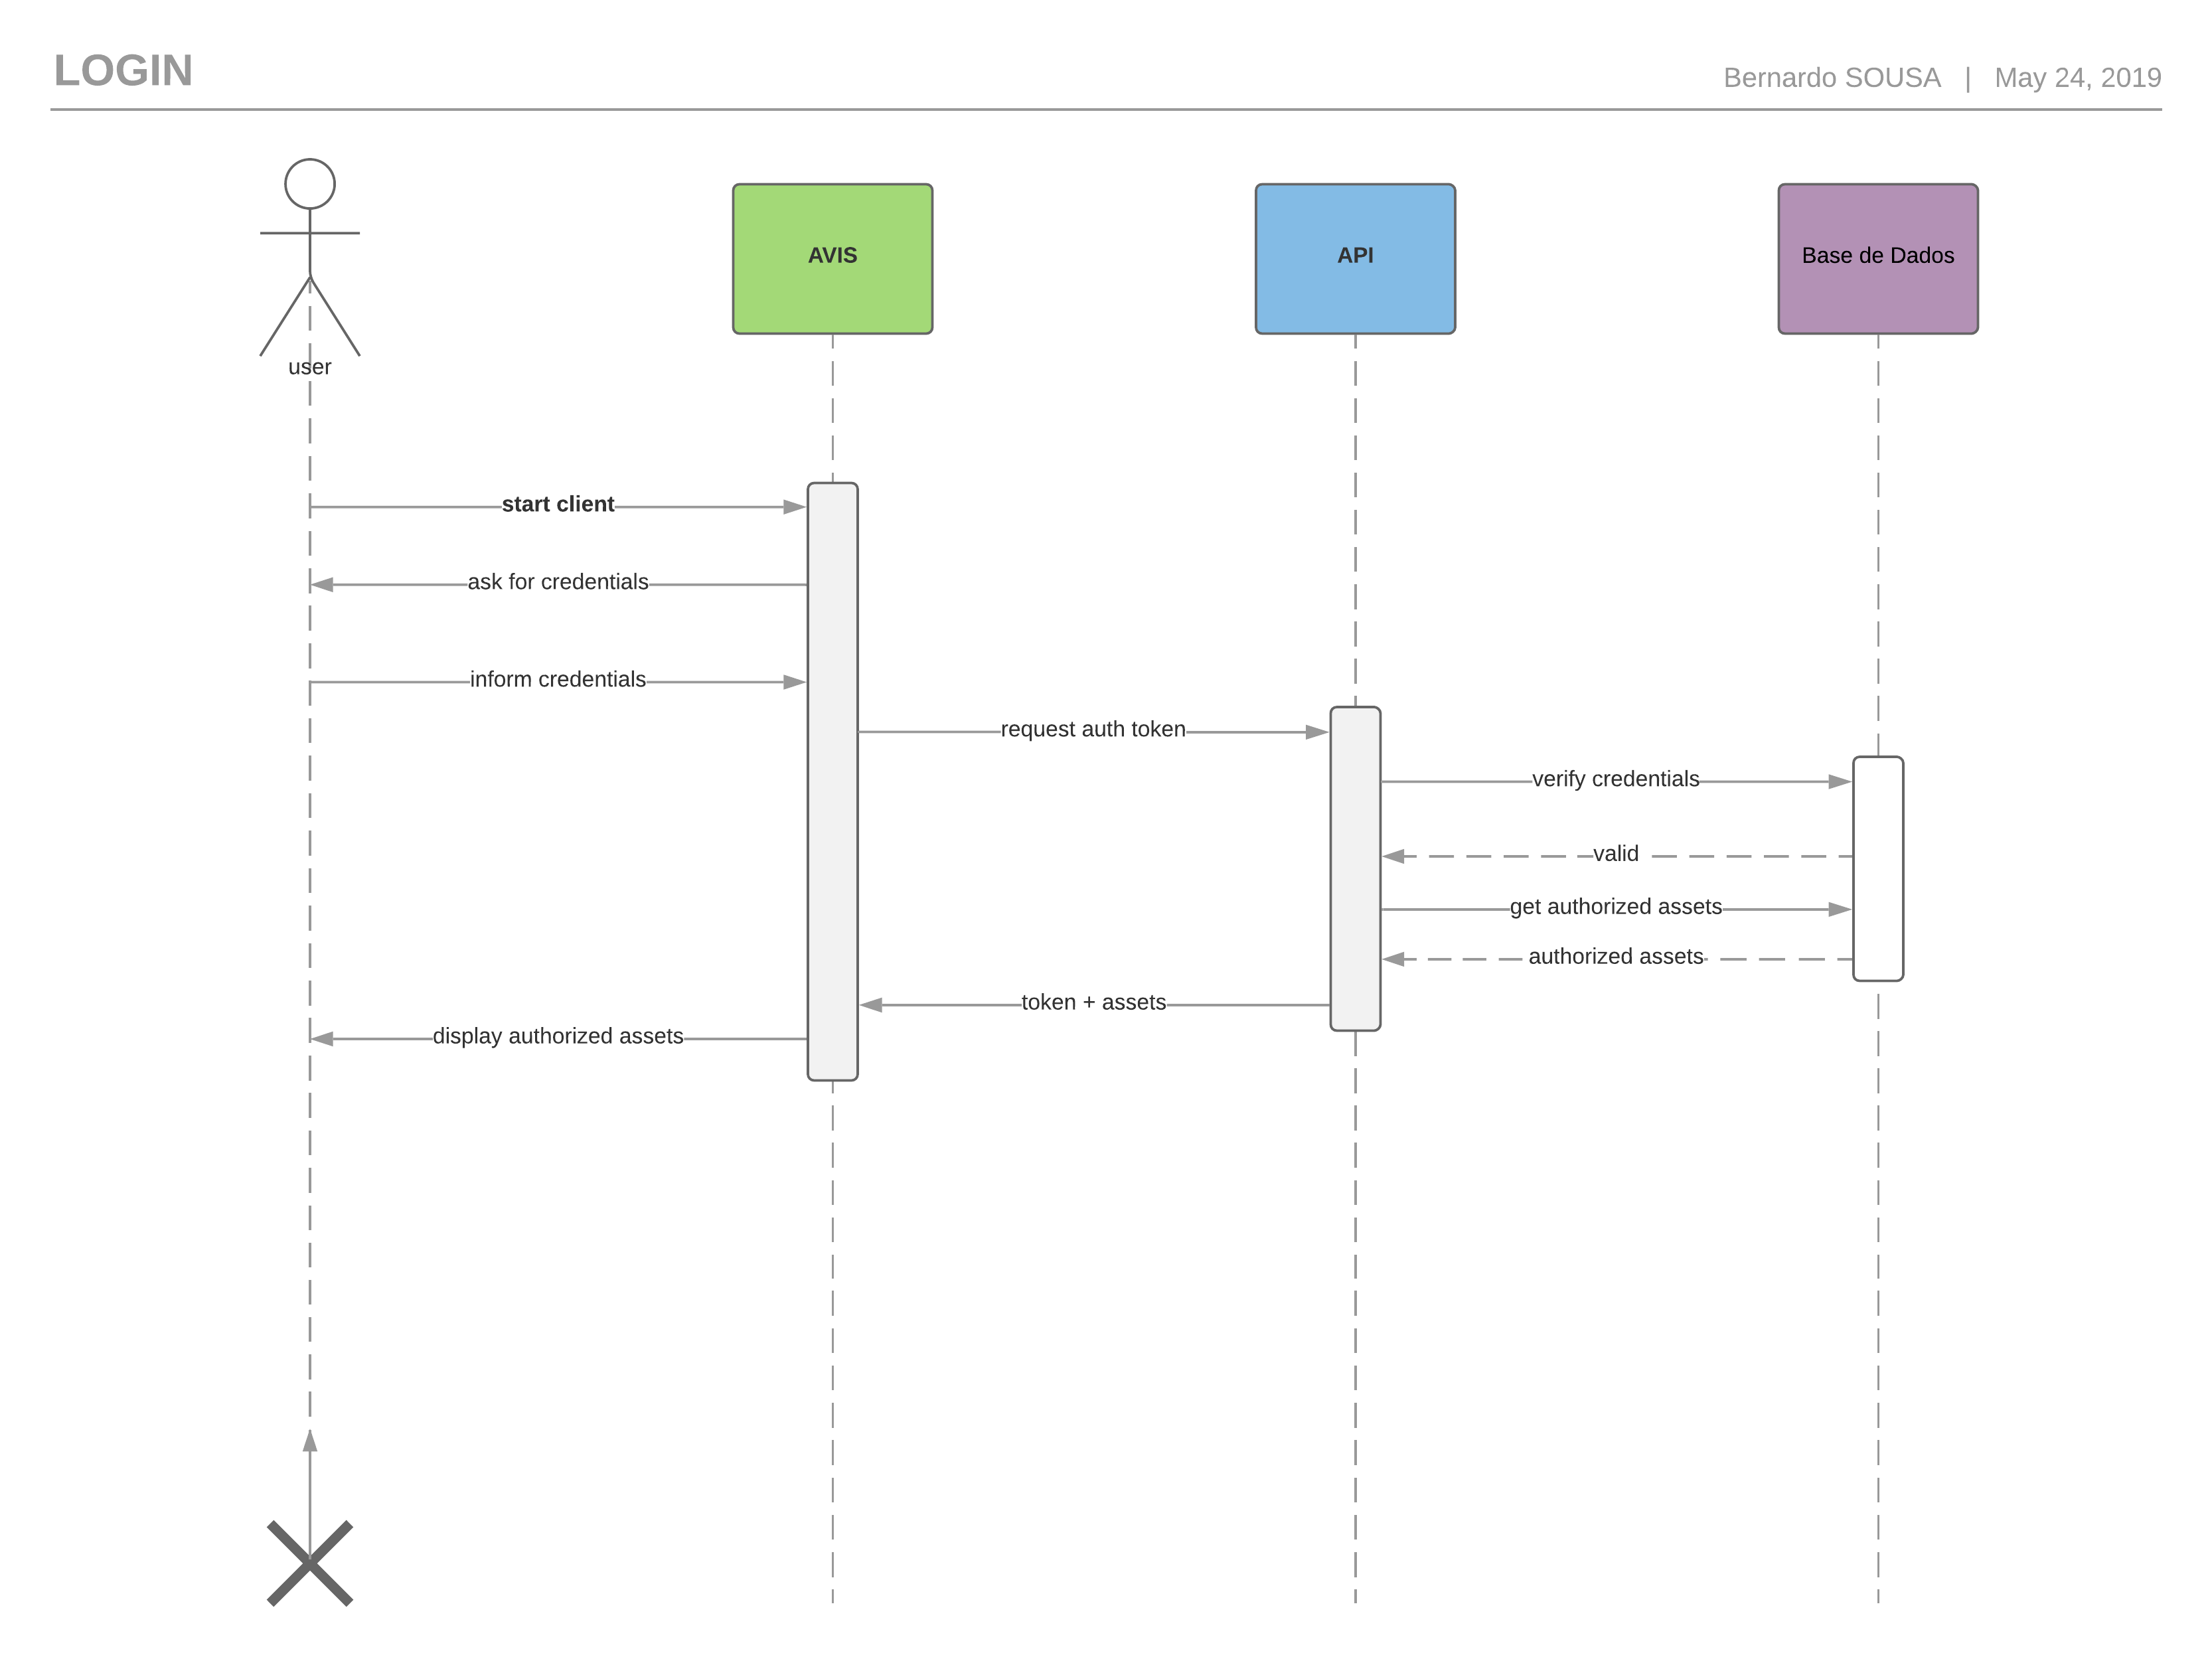 LOGIN
Bernardo SOUSA | May 24, 2019
user
AVIS
API
Base de Dados
start client
ask for credentials
inform credentials
request auth token
verify credentials
valid
get authorized assets
authorized assets
token + assets
display authorized assets